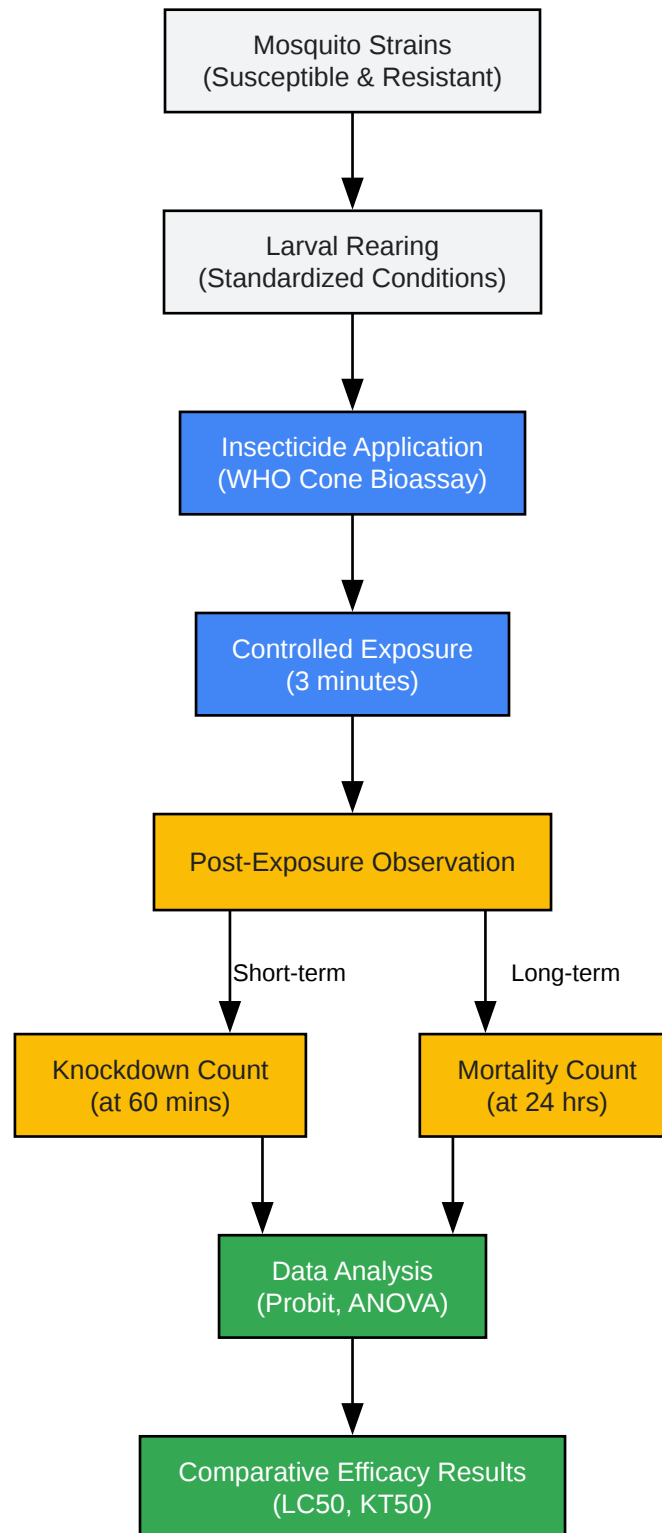 Mosquito Strains
(Susceptible & Resistant)
Larval Rearing
(Standardized Conditions)
Insecticide Application
(WHO Cone Bioassay)
Controlled Exposure
(3 minutes)
Post-Exposure Observation
Short-term
Long-term
Knockdown Count
(at 60 mins)
Mortality Count
(at 24 hrs)
Data Analysis
(Probit, ANOVA)
Comparative Efficacy Results
(LC50, KT50)